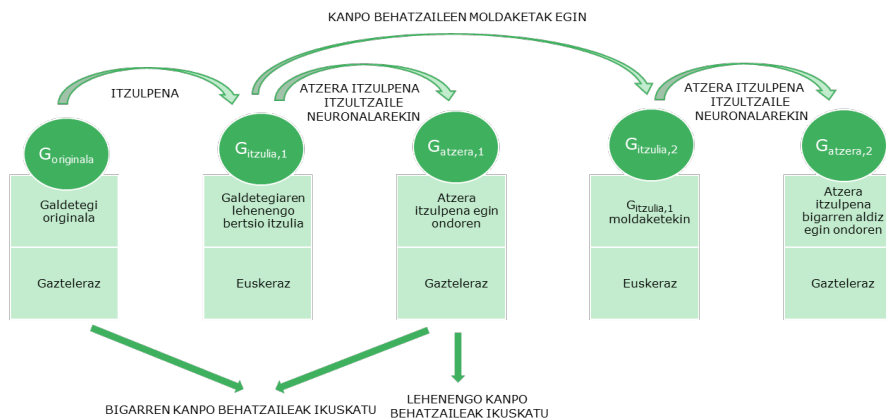 KANPO BEHATZAILEEN MOLDAKETAK EGIN
ITZULPENA
ATZERA ITZULPENA
ITZULTZAILE
NEURONALAREKIN
ATZERA ITZULPENA
ITZULTZAILE
NEURONALAREKIN
Goriginala
Gitzulia,1
Gatzera,1
Gitzulia,2
Gatzera,2
Galdetegi
originala
Galdetegiaren
lehenengo
bertsio itzulia
Atzera
itzulpena egin
ondoren
Gitzulia,1
moldaketekin
Atzera
itzulpena
bigarren aldiz
egin ondoren
Gazteleraz
Euskeraz
Gazteleraz
Euskeraz
Gazteleraz
BIGARREN KANPO BEHATZAILEAK IKUSKATU
LEHENENGO KANPO
BEHATZAILEAK IKUSKATU